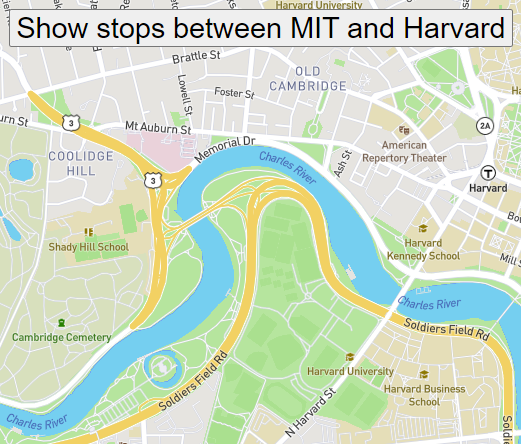 Harvard University
Show stops between MIT and Harvard
Brattle St
OLD
CAMBRIDGE
Lowell St
Foster St
3
Mt Auburn St
2A
Memorial Dr
American
Repertory Theater
COOLIDGE
HILL
Charles River
Ash St
3
T
Harvard
Shady Hill School
Harvard
Kennedy School
Mill S
Charles River
Cambridge Cemetery
Soldiers Field Rd
Soldiers Field Rd
Harvard University
Harvard Business
School
N Harvard St
Charles River